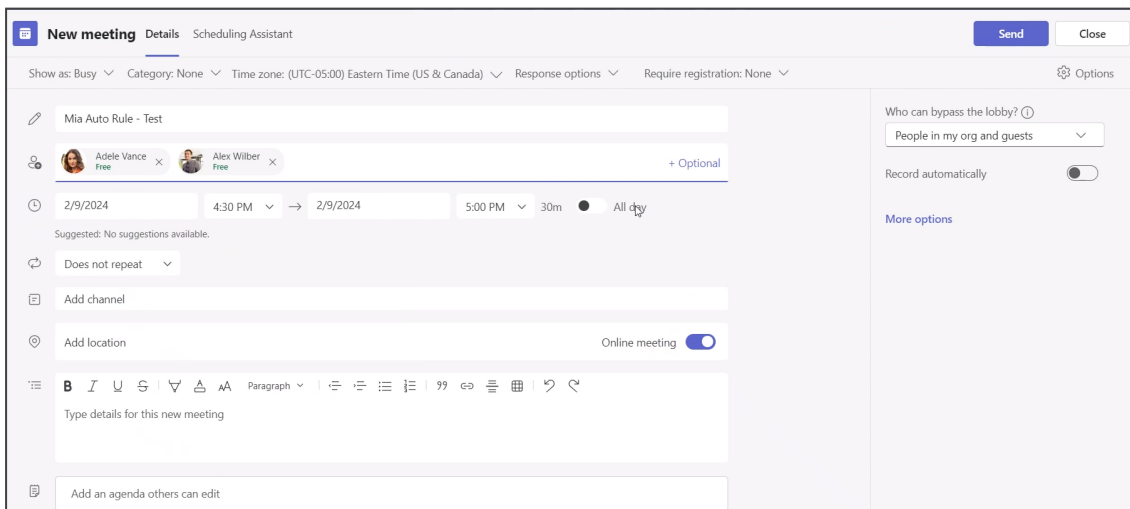 New meeting Details Scheduling Assistant Send Close
Show as: Busy Category: None Time zone: (UTC-05:00) Eastern Time (US & Canada) Response options Require registration: None Options
Mia Auto Rule - Test
Adele Vance
Free
Alex Wilber
Free
+ Optional
2/9/2024 4:30 PM → 2/9/2024 5:00 PM 30m All day
Suggested: No suggestions available.
Does not repeat
Add channel
Add location Online meeting
B I U S AA Paragraph
Type details for this new meeting
Add an agenda others can edit
Who can bypass the lobby?
People in my org and guests
Record automatically
More options